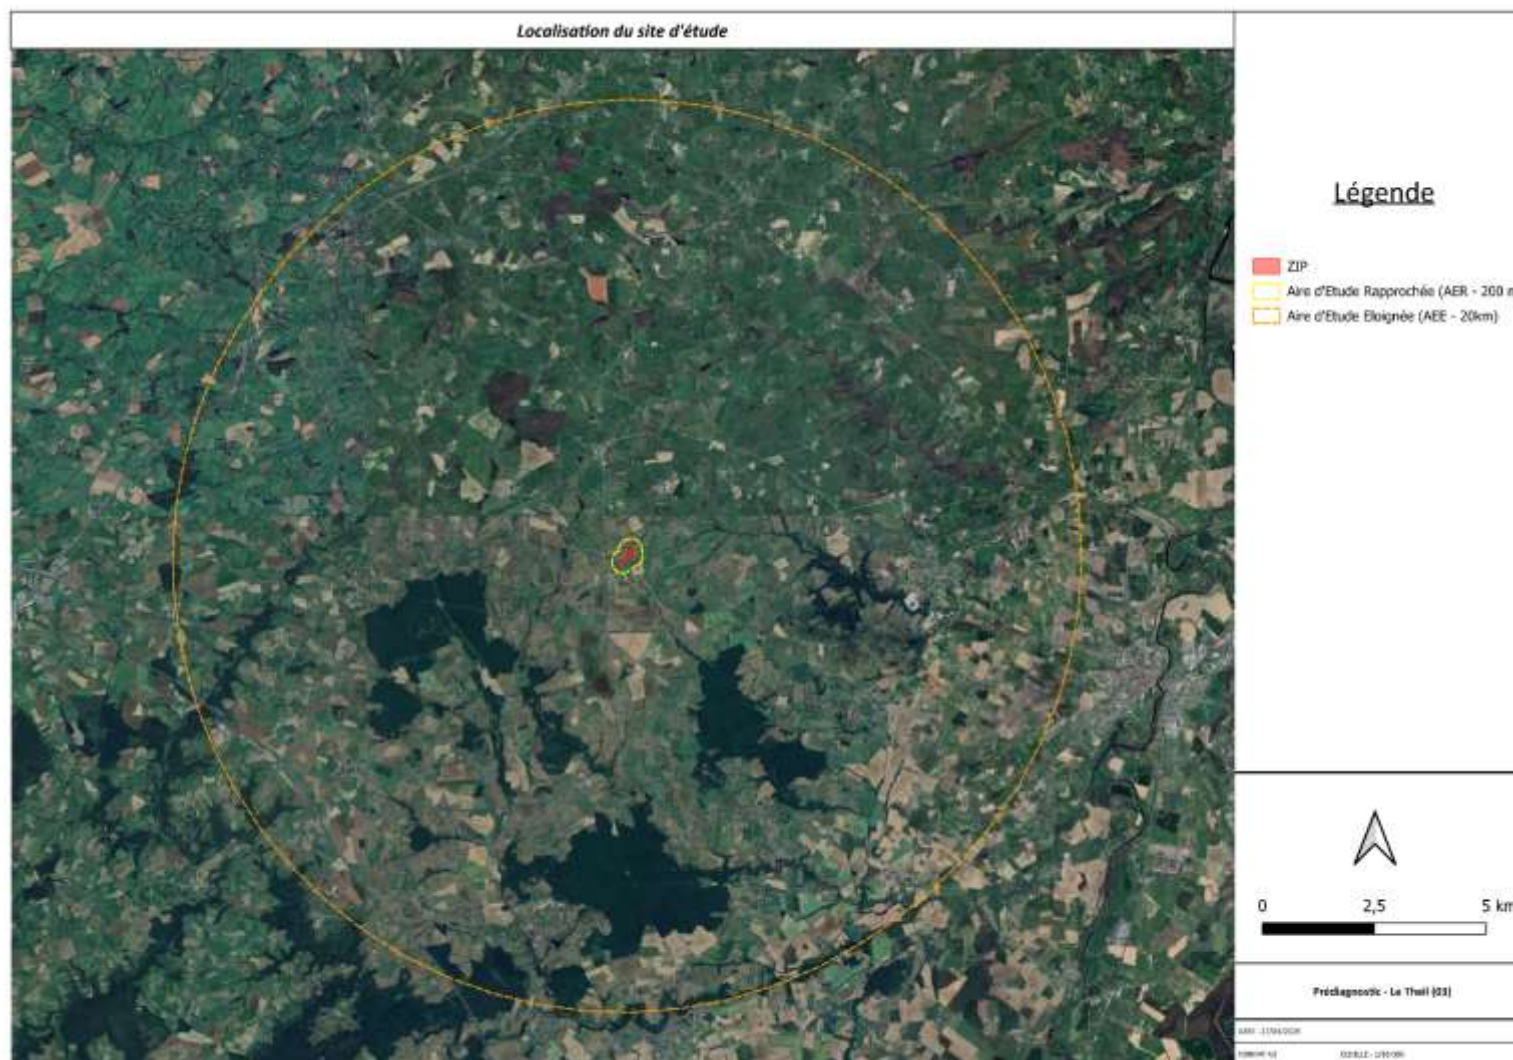 Localisation du site d'étude
Légende
ZIP
Aire d'Etude Rapprochée (AER - 200 m
Aire d'Etude Eloignée (AEE - 20km)
0 2,5 5 km
Prédiagnostic - Le Theil (03)